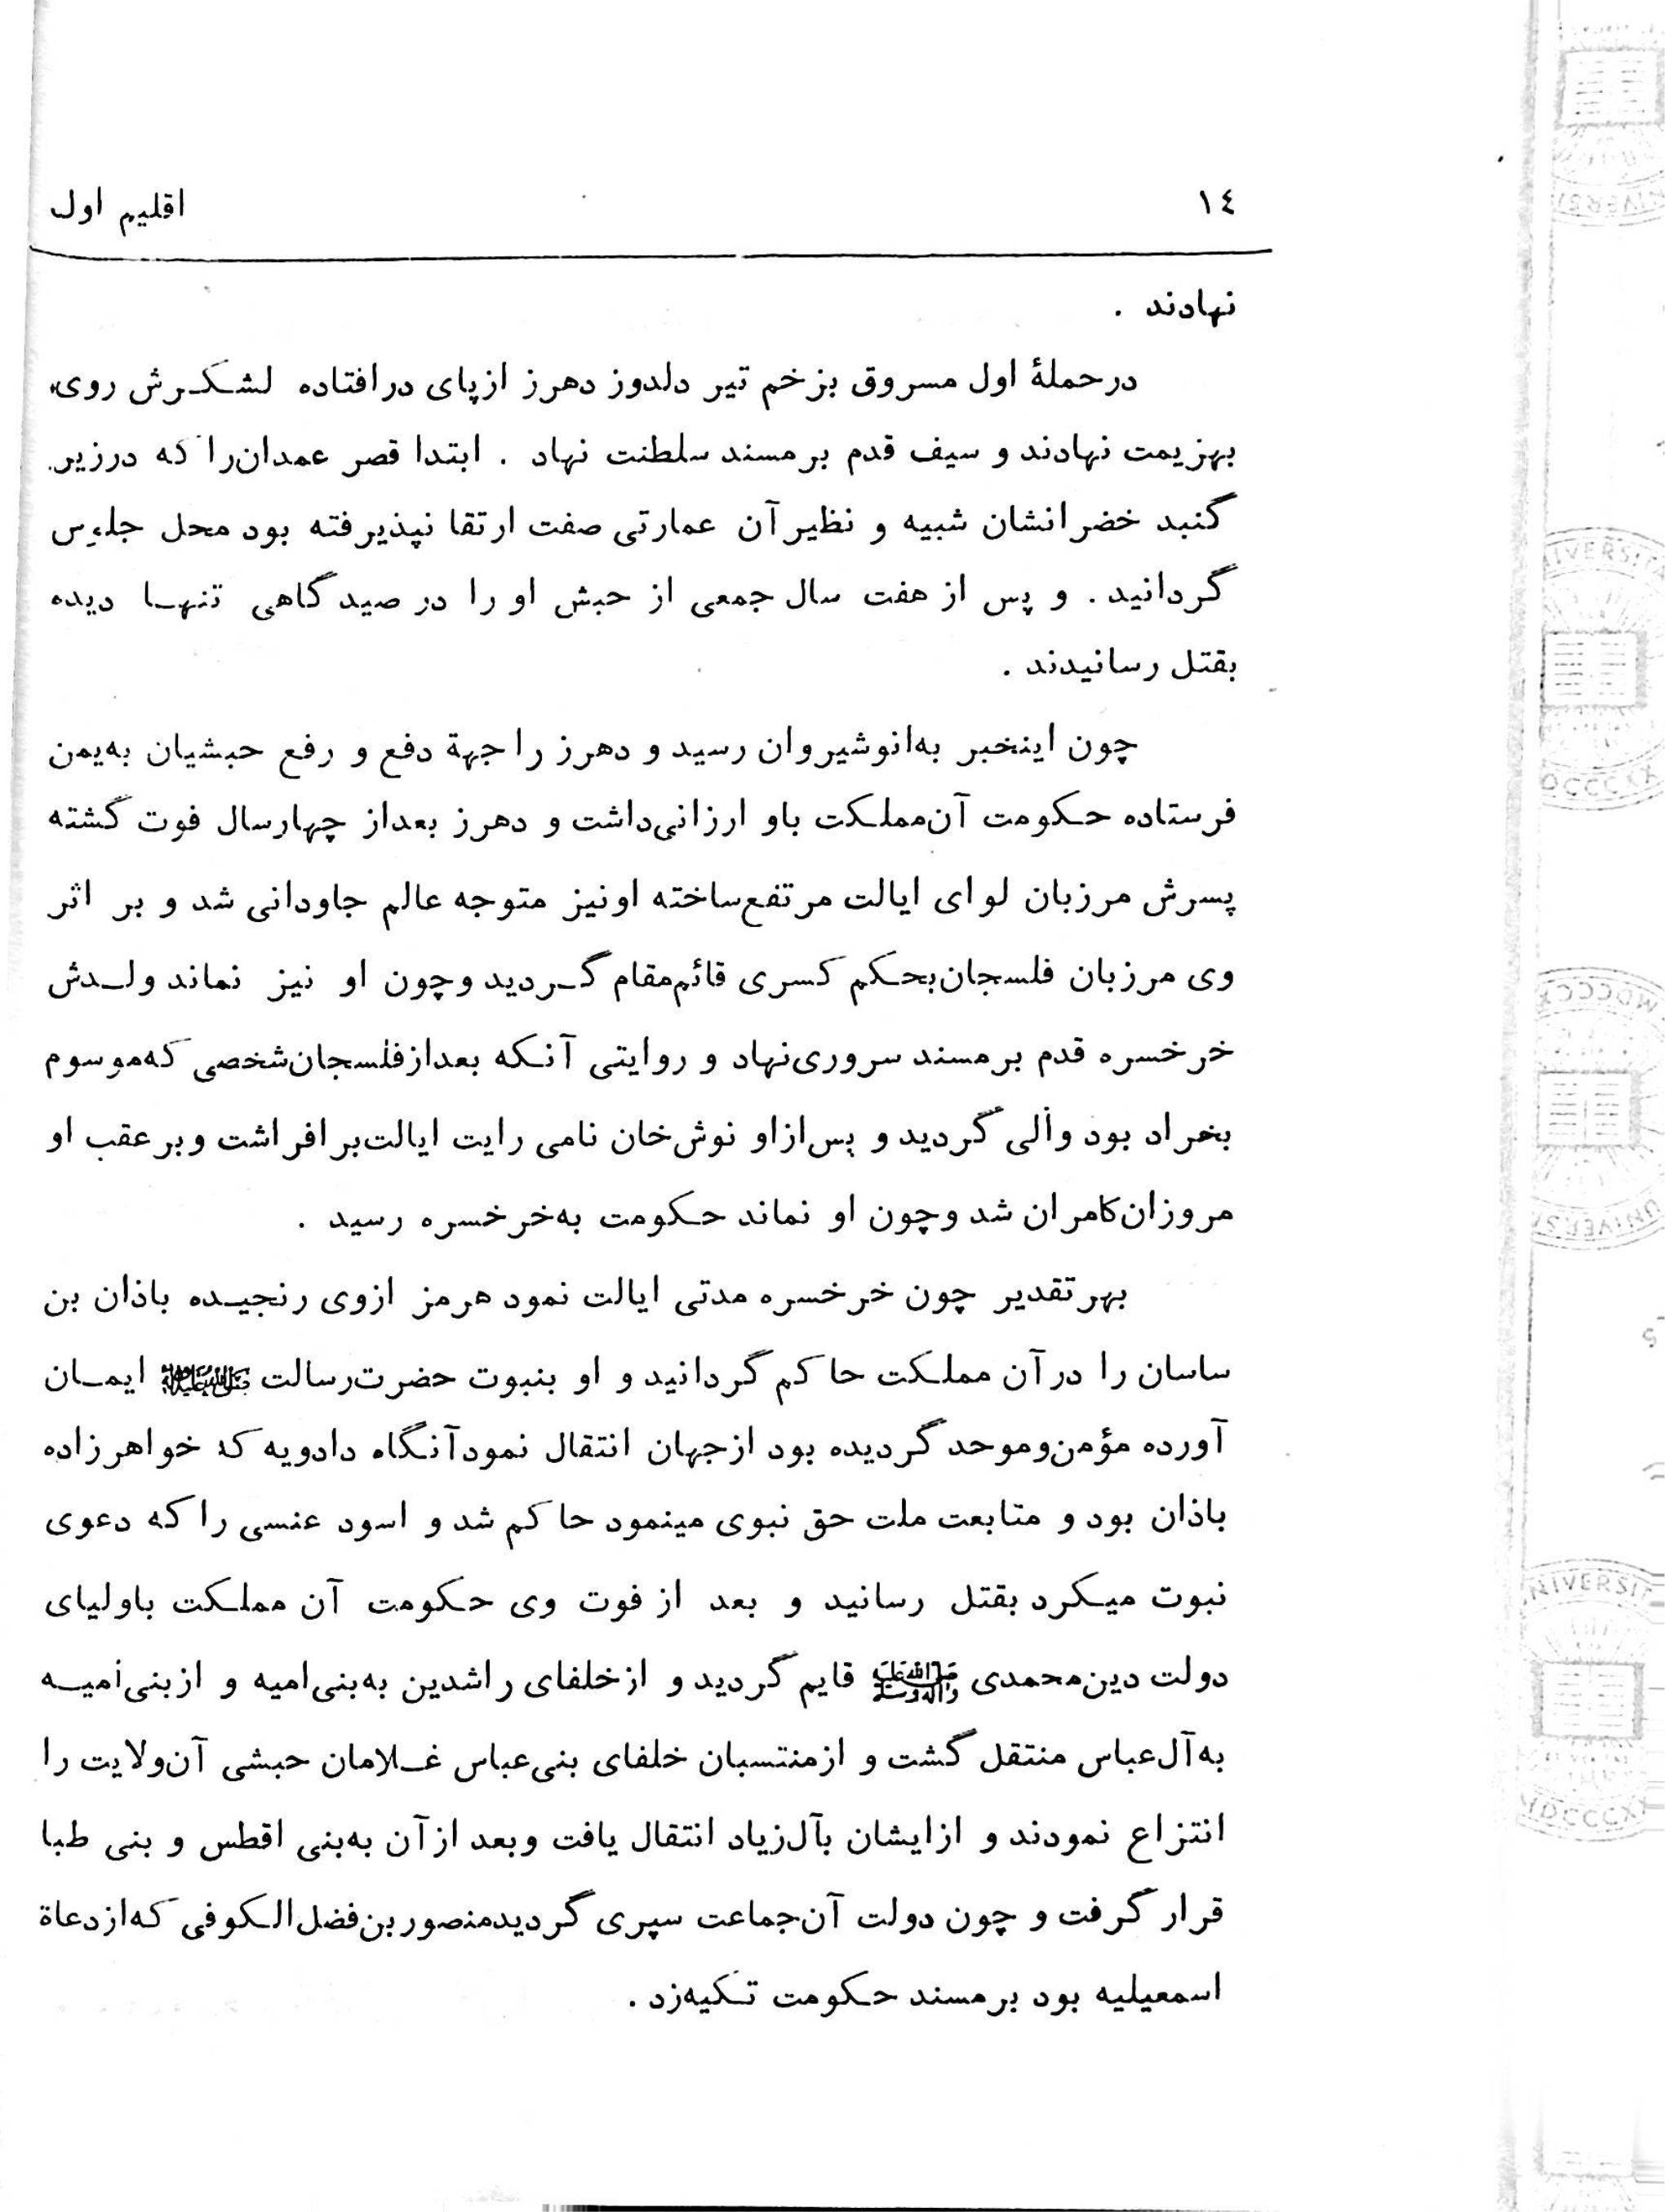 ۱٤ اقلیم اول
نهادند .
درحملهٔ اول مسروق بزخم تیر دلدوز دهرز ازپای درافتاده لشکرش روی
بهزیمت نهادند و سیف قدم برمسند سلطنت نهاد . ابتدا قصر عمدان‌را که درزیر
گنبد خضرانشان شبیه و نظیرآن عمارتی صفت ارتقا نپذیرفته بود محل جلوس
گردانید . و پس از هفت سال جمعی از حبش او را در صیدگاهی تنها دیده
بقتل رسانیدند .
چون اینخبر به‌انوشیروان رسید و دهرز را جهة دفع و رفع حبشیان به‌یمن
فرستاده حکومت آن‌مملکت باو ارزانی‌داشت و دهرز بعداز چهارسال فوت گشته
پسرش مرزبان لوای ایالت مرتفع‌ساخته اونیز متوجه عالم جاودانی شد و بر اثر
وی مرزبان فلسجان‌بحکم کسری قائم‌مقام گردید وچون او نیز نماند ولدش
خرخسره قدم برمسند سروری‌نهاد و روایتی آنکه بعدازفلسجان‌شخصی که‌موسوم
بخراد بود والی گردید و پس‌ازاو نوش‌خان نامی رایت ایالت‌برافراشت وبرعقب او
مروزان‌کامران شد وچون او نماند حکومت به‌خرخسره رسید .
بهرتقدیر چون خرخسره مدتی ایالت نمود هرمز ازوی رنجیده باذان بن
ساسان را درآن مملکت حاکم گردانید و او بنبوت حضرت‌رسالت ﷺ ایمان
آورده مؤمن‌وموحد گردیده بود ازجهان انتقال نمودآنگاه دادویه که خواهرزاده
باذان بود و متابعت ملت حق نبوی مینمود حاکم شد و اسود عنسی را که دعوی
نبوت میکرد بقتل رسانید و بعد از فوت وی حکومت آن مملکت باولیای
دولت دین‌محمدی ﷺ قایم گردید و ازخلفای راشدین به‌بنی‌امیه و ازبنی‌امیه
به‌آل‌عباس منتقل گشت و ازمنتسبان خلفای بنی‌عباس غلامان حبشی آن‌ولایت را
انتزاع نمودند و ازایشان بآل‌زیاد انتقال یافت وبعد ازآن به‌بنی اقطس و بنی طبا
قرار گرفت و چون دولت آن‌جماعت سپری گردیدمنصوربن‌فضل‌الکوفی که‌ازدعاة
اسمعیلیه بود برمسند حکومت تکیه‌زد .